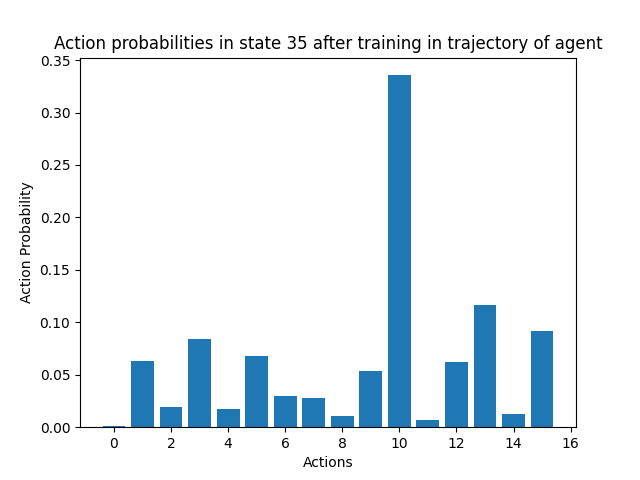 Action probabilities in state 35 after training in trajectory of agent
0.35
0.30
0.25
0.20
0.15
0.10
0.05
0.00
Action Probability
0 2 4 6 8 10 12 14 16
Actions